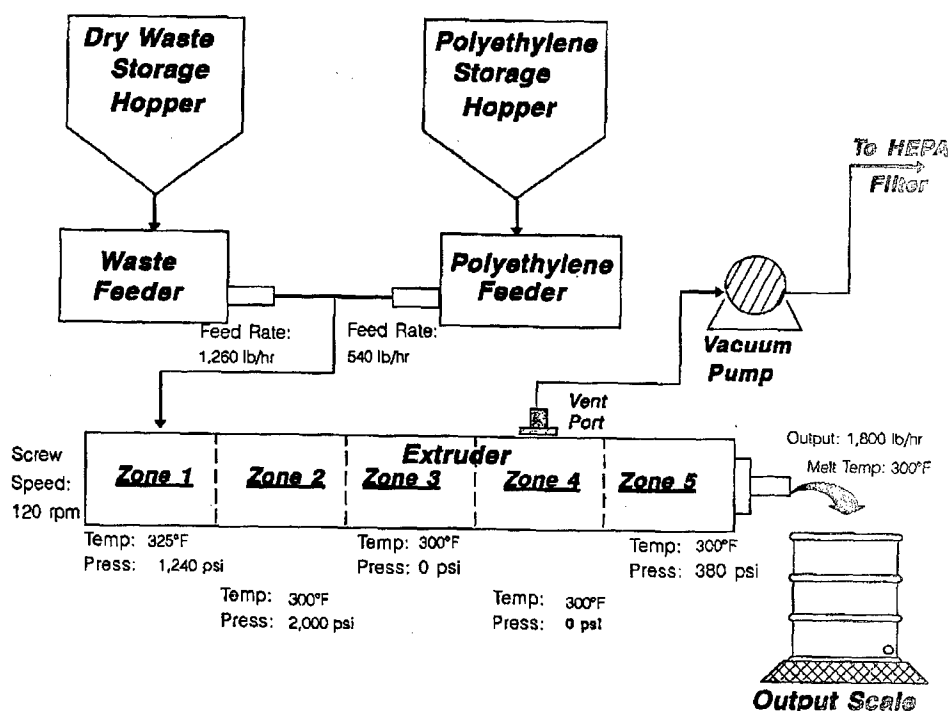 Dry Waste
Storage
Hopper
Polyethylene
Storage
Hopper
To HEPA
Filter
Waste
Feeder
Polyethylene
Feeder
Feed Rate:
1,260 lb/hr
Feed Rate:
540 lb/hr
Vacuum
Pump
Vent
Port
Output: 1,800 lb/hr
Melt Temp: 300°F
Screw
Speed:
120 rpm
Extruder
Zone 1
Zone 2
Zone 3
Zone 4
Zone 5
Temp: 325°F
Press: 1,240 psi
Temp: 300°F
Press: 2,000 psi
Temp: 300°F
Press: 0 psi
Temp: 300°F
Press: 0 psi
Temp: 300°F
Press: 380 psi
Output Scale